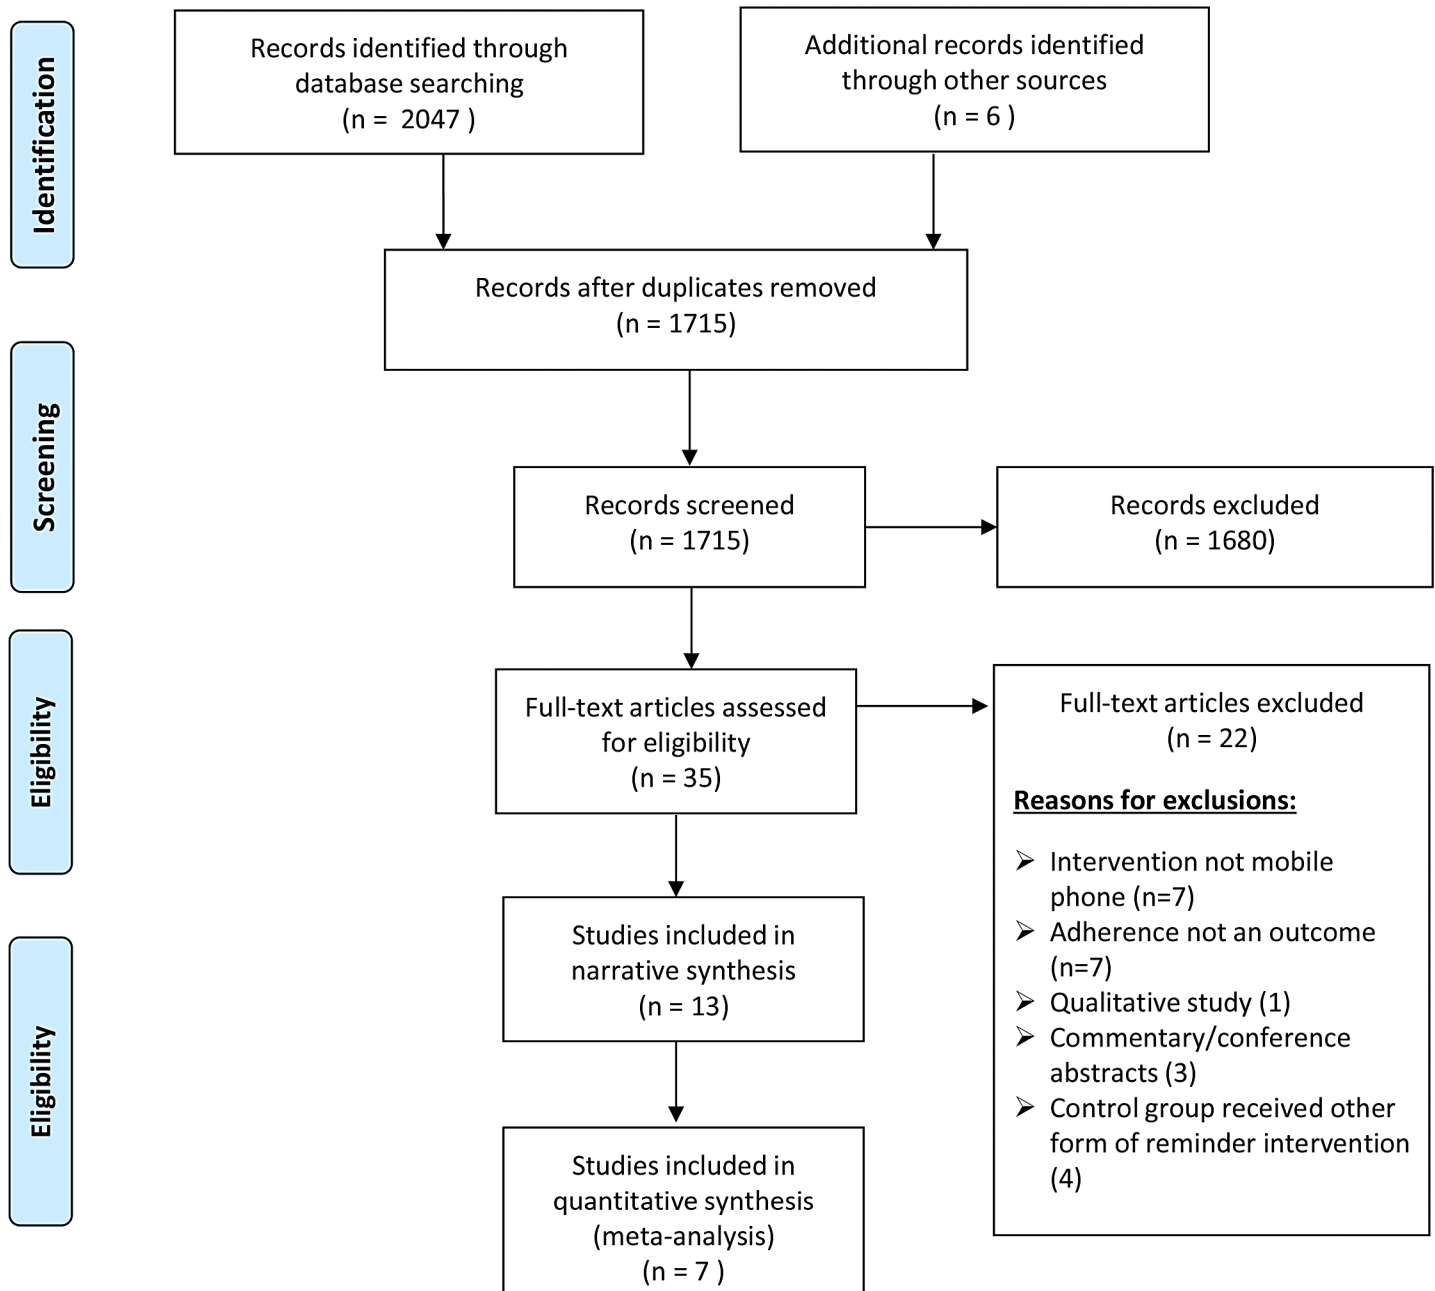 Identification
Records identified through
database searching
(n =  2047 )
Additional records identified
through other sources
(n = 6 )
Records after duplicates removed
(n = 1715)
Screening
Records screened
(n = 1715)
Records excluded
(n = 1680)
Eligibility
Full-text articles assessed
for eligibility
(n = 35)
Full-text articles excluded
(n = 22)
Reasons for exclusions:
➢ Intervention not mobile
phone (n=7)
➢ Adherence not an outcome
(n=7)
➢ Qualitative study (1)
➢ Commentary/conference
abstracts (3)
➢ Control group received other
form of reminder intervention
(4)
Eligibility
Studies included in
narrative synthesis
(n = 13)
Studies included in
quantitative synthesis
(meta-analysis)
(n = 7 )